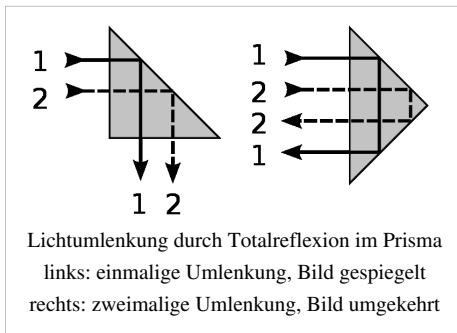 1
2
1 2
1
2
2
1
Lichtumlenkung durch Totalreflexion im Prisma
links: einmalige Umlenkung, Bild gespiegelt
rechts: zweimalige Umlenkung, Bild umgekehrt